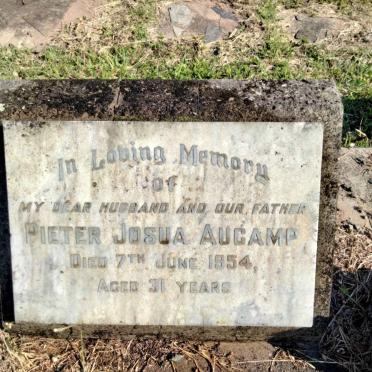 In Loving Memory
of
MY DEAR HUSBAND AND OUR FATHER
PIETER JOSUA AUCAMP
DIED 7TH JUNE 1954,
AGED 31 YEARS